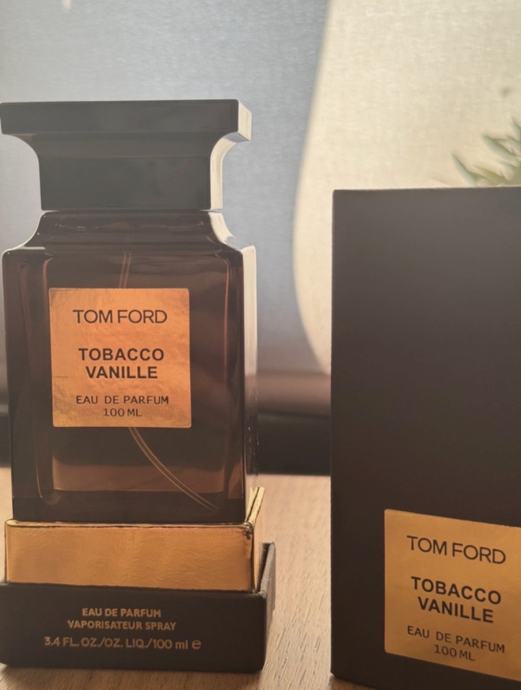 TOM FORD
TOBACCO
VANILLE
EAU DE PARFUM
100 ML
EAU DE PARFUM
VAPORISATEUR SPRAY
3.4 FL. OZ./OZ. LIQ./100 ml ℮
TOM FORD
TOBACCO
VANILLE
EAU DE PARFUM
100 ML